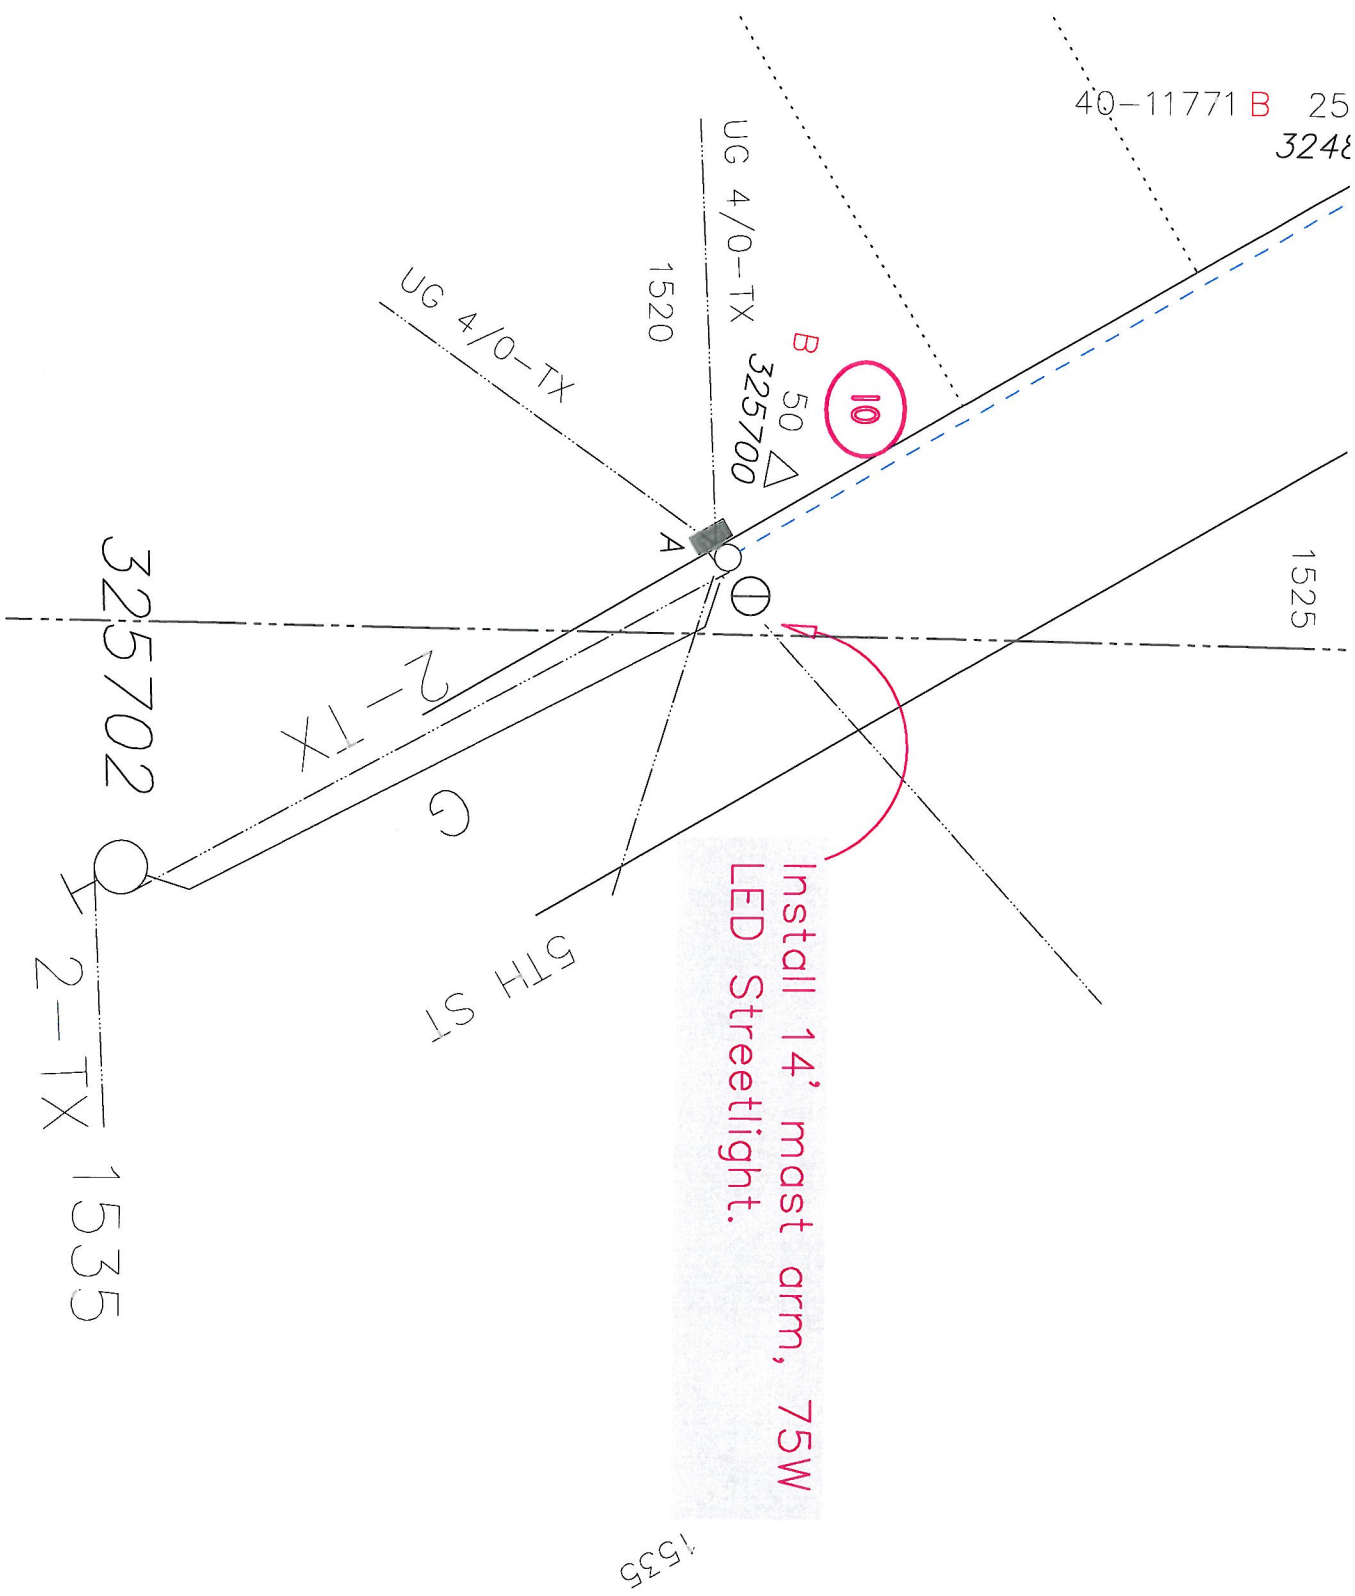 40-11771 B 25
3248
UG 4/0-TX
1520
UG 4/0-TX
B 50
325700
10
1525
A
325702
2-TX
G
5TH ST
Install 14' mast arm, 75W
LED Streetlight.
2-TX
1535
1535